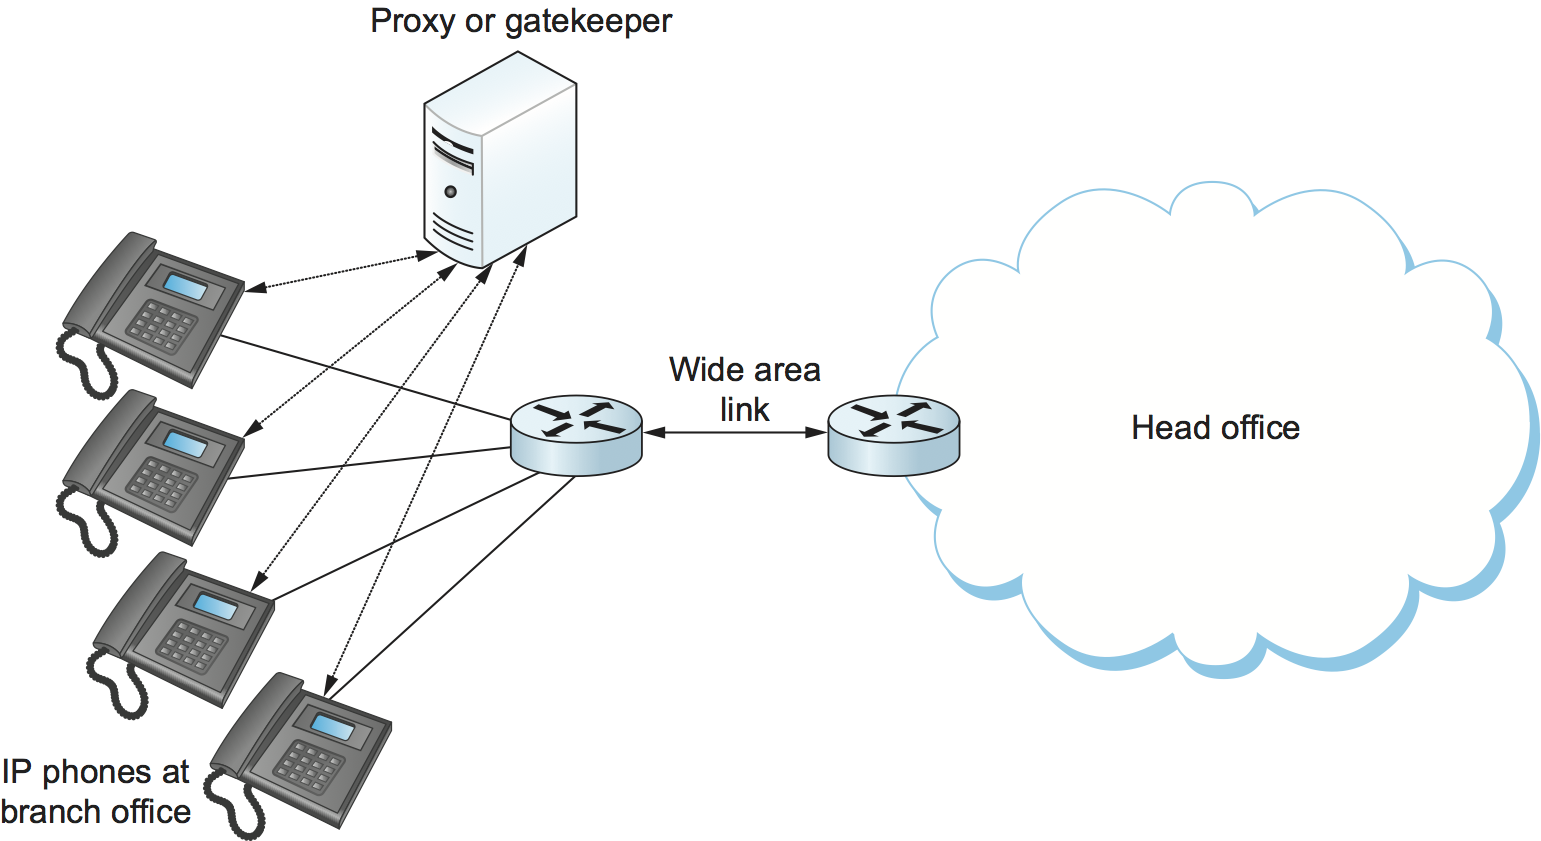 Proxy or gatekeeper
Wide area
link
Head office
IP phones at
branch office